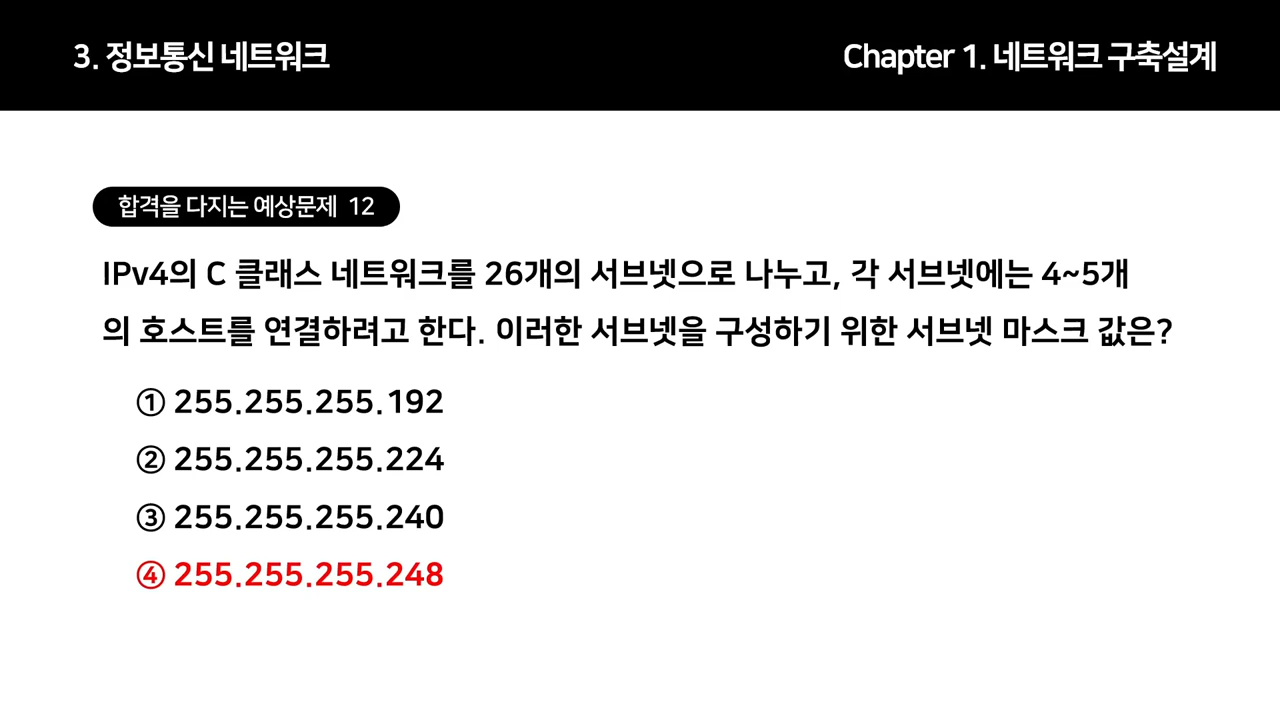 3. 정보통신 네트워크
Chapter 1. 네트워크 구축설계
합격을 다지는 예상문제 12
IPv4의 C 클래스 네트워크를 26개의 서브넷으로 나누고, 각 서브넷에는 4~5개
의 호스트를 연결하려고 한다. 이러한 서브넷을 구성하기 위한 서브넷 마스크 값은?
① 255.255.255.192
② 255.255.255.224
③ 255.255.255.240
④ 255.255.255.248